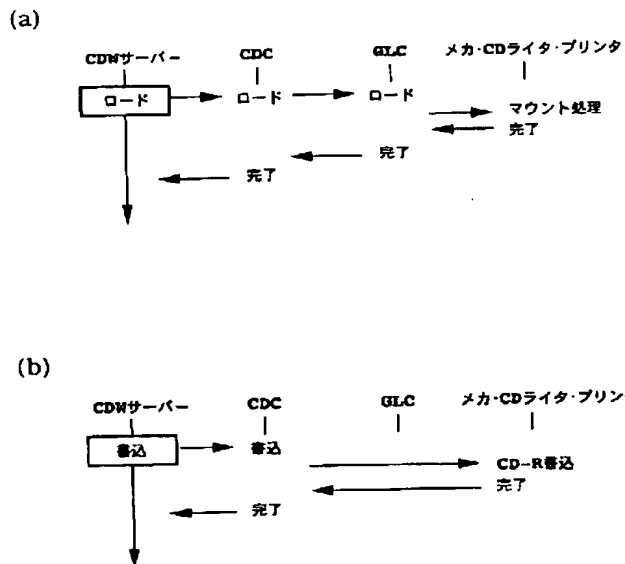 (a)
CDWサーバー CDC GLC メカ・CDライタ・プリンタ
ロード ロード ロード
マウント処理
完了
完了
完了
(b)
CDWサーバー CDC GLC メカ・CDライタ・プリン
書込 書込
CD-R書込
完了
完了